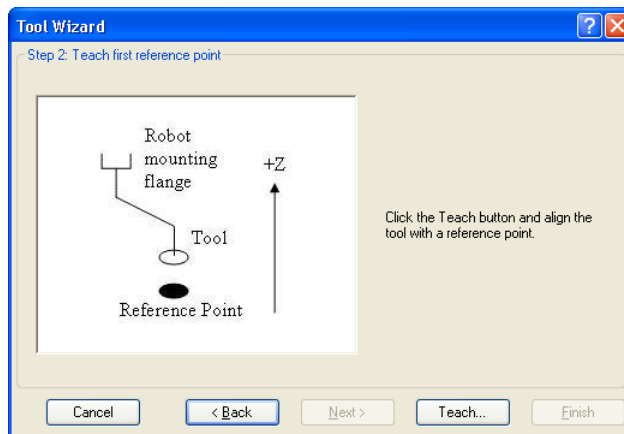 Tool Wizard
Step 2: Teach first reference point
Robot
mounting
flange
+Z
Tool
Reference Point
Click the Teach button and align the
tool with a reference point.
Cancel
< Back
Next >
Teach...
Finish